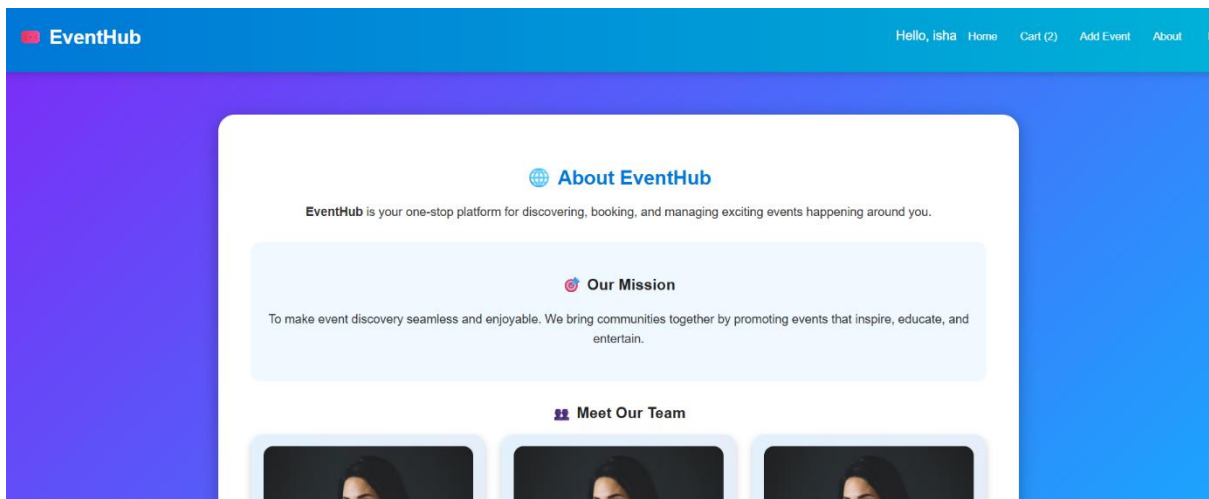 EventHub
Hello, isha Home Cart (2) Add Event About
About EventHub
EventHub is your one-stop platform for discovering, booking, and managing exciting events happening around you.
Our Mission
To make event discovery seamless and enjoyable. We bring communities together by promoting events that inspire, educate, and
entertain.
Meet Our Team